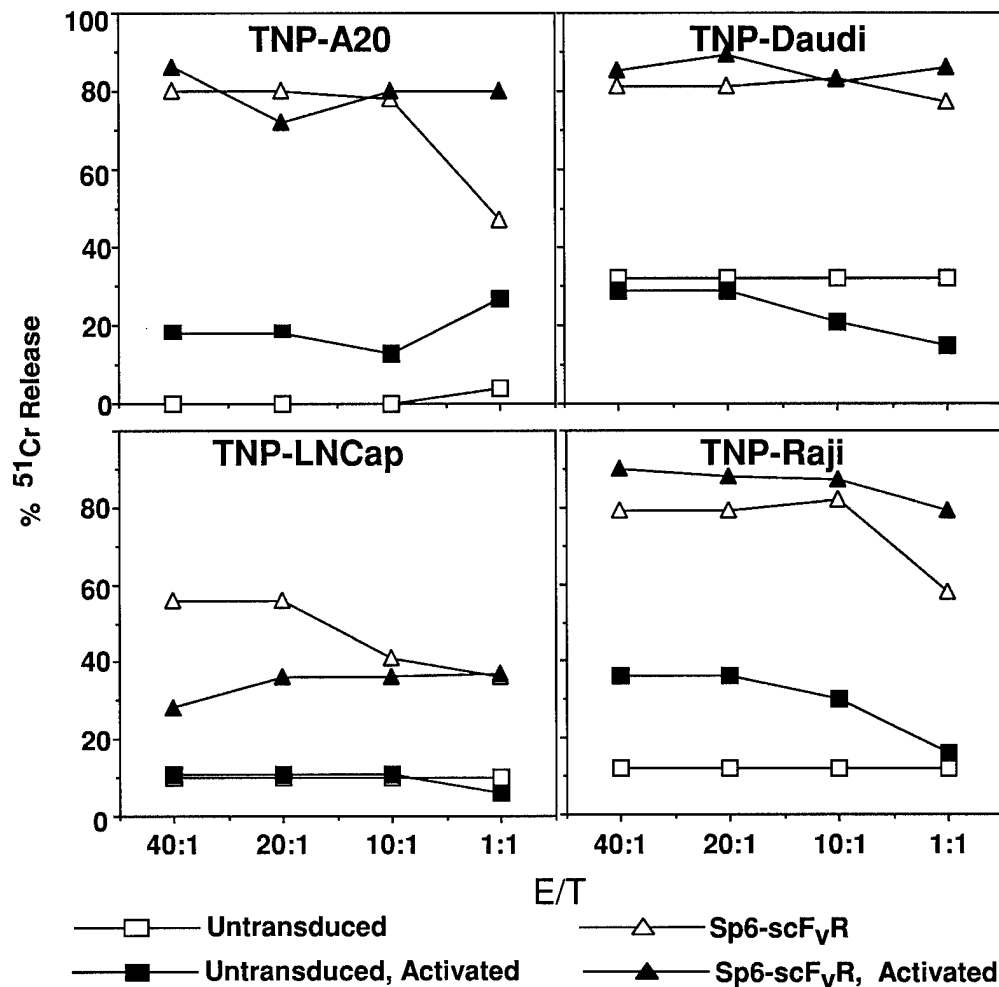 100
80
60
40
20
0
TNP-A20
TNP-Daudi
% ⁵¹Cr Release
80
60
40
20
0
TNP-LNCap
TNP-Raji
40:1 20:1 10:1 1:1
40:1 20:1 10:1 1:1
E/T
Untransduced
Sp6-scFᵥR
Untransduced, Activated
Sp6-scFᵥR, Activated